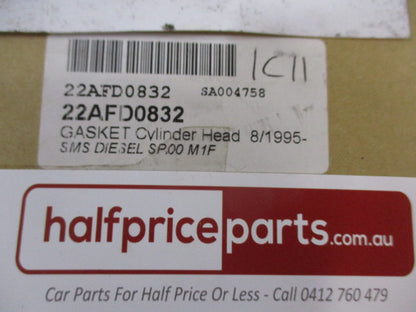 1C11
22AFD0832 SA004758
22AFD0832
GASKET Cylinder Head 8/1995-
SMS DIESEL SP.00 M1F
halfpriceparts.com.au
Car Parts For Half Price Or Less - Call 0412 760 479